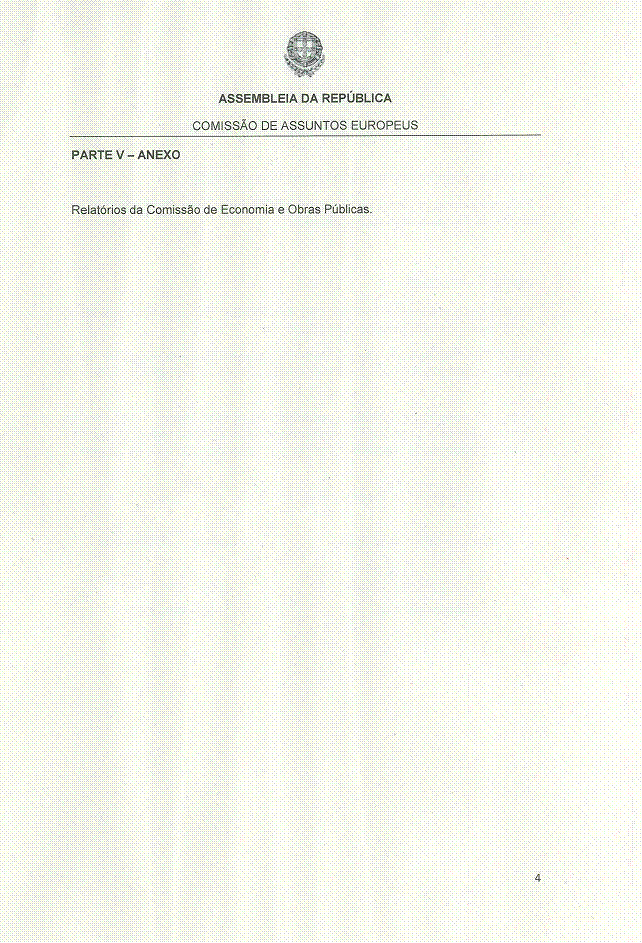 ASSEMBLEIA DA REPÚBLICA
COMISSÃO DE ASSUNTOS EUROPEUS
PARTE V – ANEXO
Relatórios da Comissão de Economia e Obras Públicas.
4